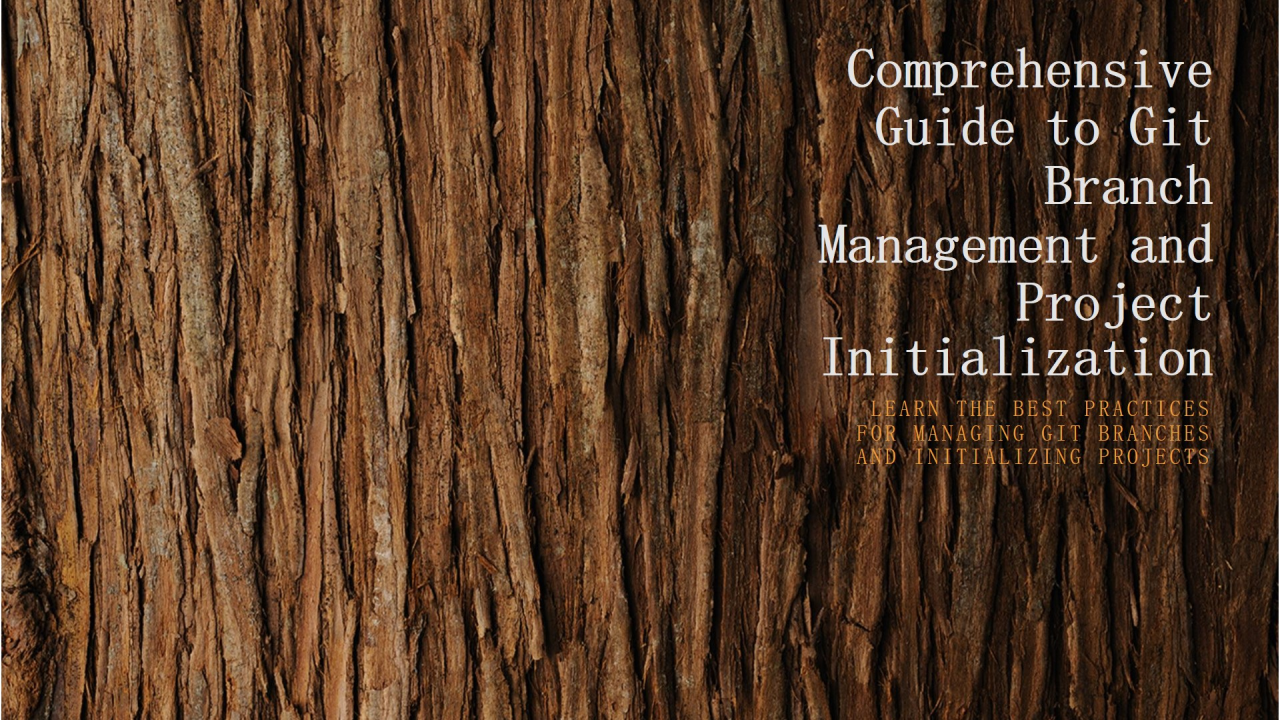 Comprehensive
Guide to Git
Branch
Management and
Project
Initialization
LEARN THE BEST PRACTICES
FOR MANAGING GIT BRANCHES
AND INITIALIZING PROJECTS